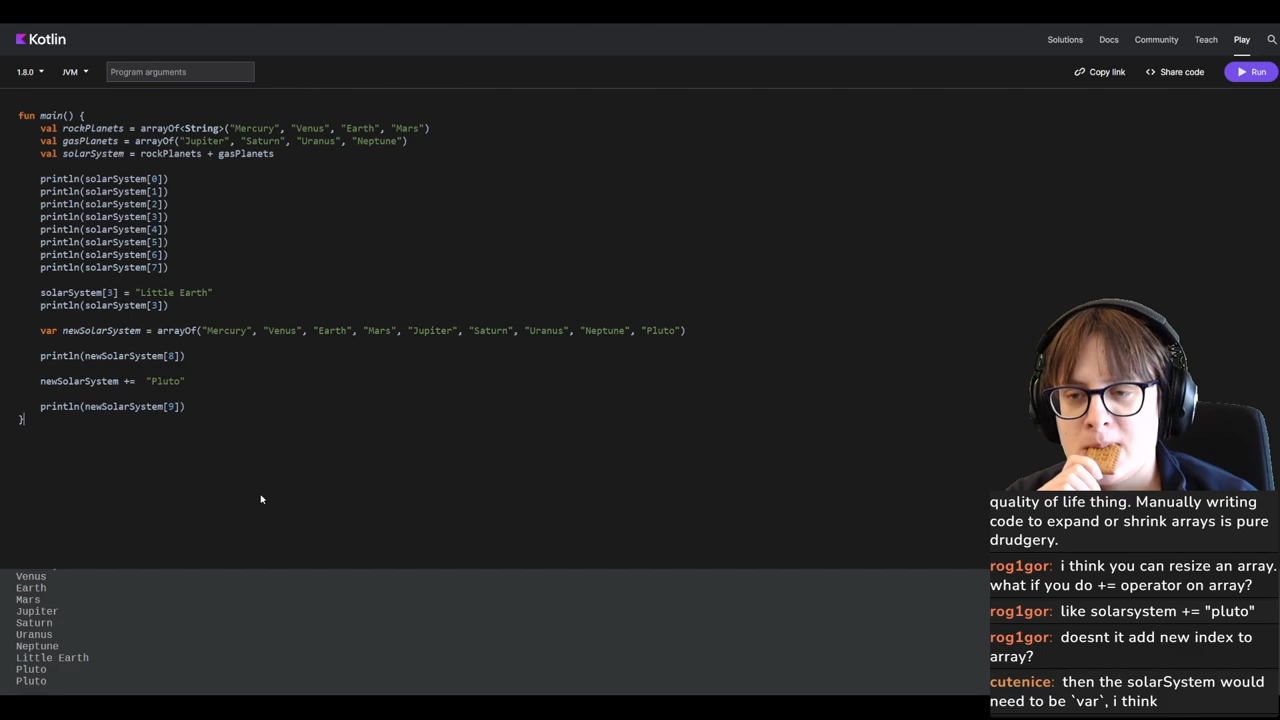 Kotlin
Solutions
Docs
Community
Teach
Play
1.8.0
JVM
Program arguments
Copy link
Share code
Run
fun main() {
val rockPlanets = arrayOf<String>("Mercury", "Venus", "Earth", "Mars")
val gasPlanets = arrayOf("Jupiter", "Saturn", "Uranus", "Neptune")
val solarSystem = rockPlanets + gasPlanets
println(solarSystem[0])
println(solarSystem[1])
println(solarSystem[2])
println(solarSystem[3])
println(solarSystem[4])
println(solarSystem[5])
println(solarSystem[6])
println(solarSystem[7])
solarSystem[3] = "Little Earth"
println(solarSystem[3])
var newSolarSystem = arrayOf("Mercury", "Venus", "Earth", "Mars", "Jupiter", "Saturn", "Uranus", "Neptune", "Pluto")
println(newSolarSystem[8])
newSolarSystem += "Pluto"
println(newSolarSystem[9])
}
Venus
Earth
Mars
Jupiter
Saturn
Uranus
Neptune
Little Earth
Pluto
Pluto
quality of life thing. Manually writing
code to expand or shrink arrays is pure
drudgery.
rog1gor: i think you can resize an array.
what if you do += operator on array?
rog1gor: like solarsystem += "pluto"
rog1gor: doesnt it add new index to
array?
cutenice: then the solarSystem would
need to be `var`, i think